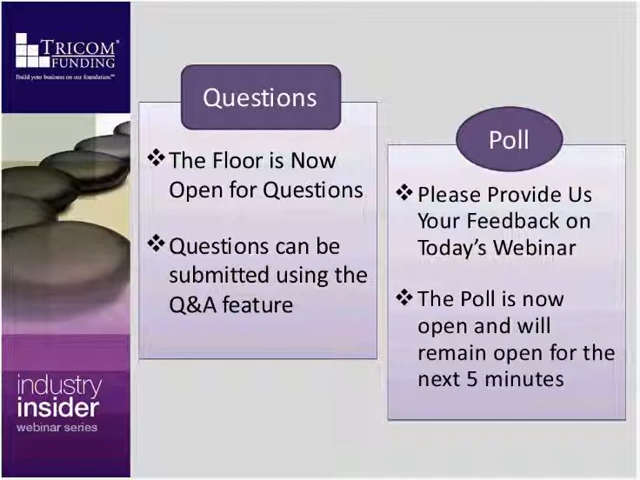 TRICOM®
FUNDING
Build your business on our foundation.™
Questions
❖The Floor is Now
Open for Questions
❖Questions can be
submitted using the
Q&A feature
Poll
❖Please Provide Us
Your Feedback on
Today's Webinar
❖The Poll is now
open and will
remain open for the
next 5 minutes
industry
insider
webinar series